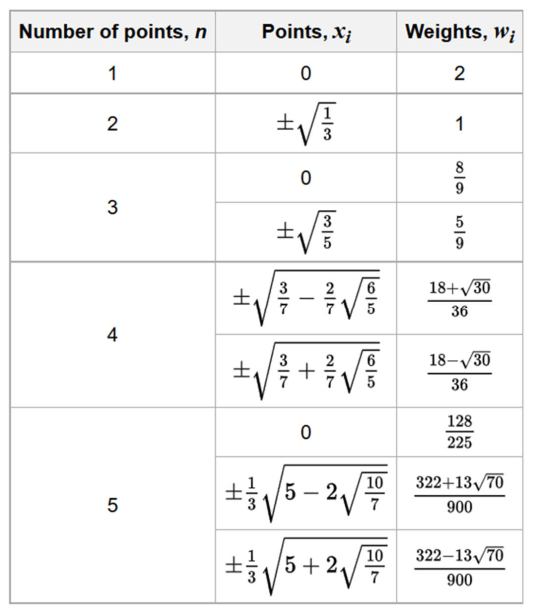 Number of points, n Points, xᵢ Weights, wᵢ
1 0 2
2 ±√(1/3) 1
3 0 8/9
±√(3/5) 5/9
4 ±√(3/7 − 2/7√(6/5)) (18+√30)/36
±√(3/7 + 2/7√(6/5)) (18−√30)/36
5 0 128/225
±1/3√(5 − 2√(10/7)) (322+13√70)/900
±1/3√(5 + 2√(10/7)) (322−13√70)/900